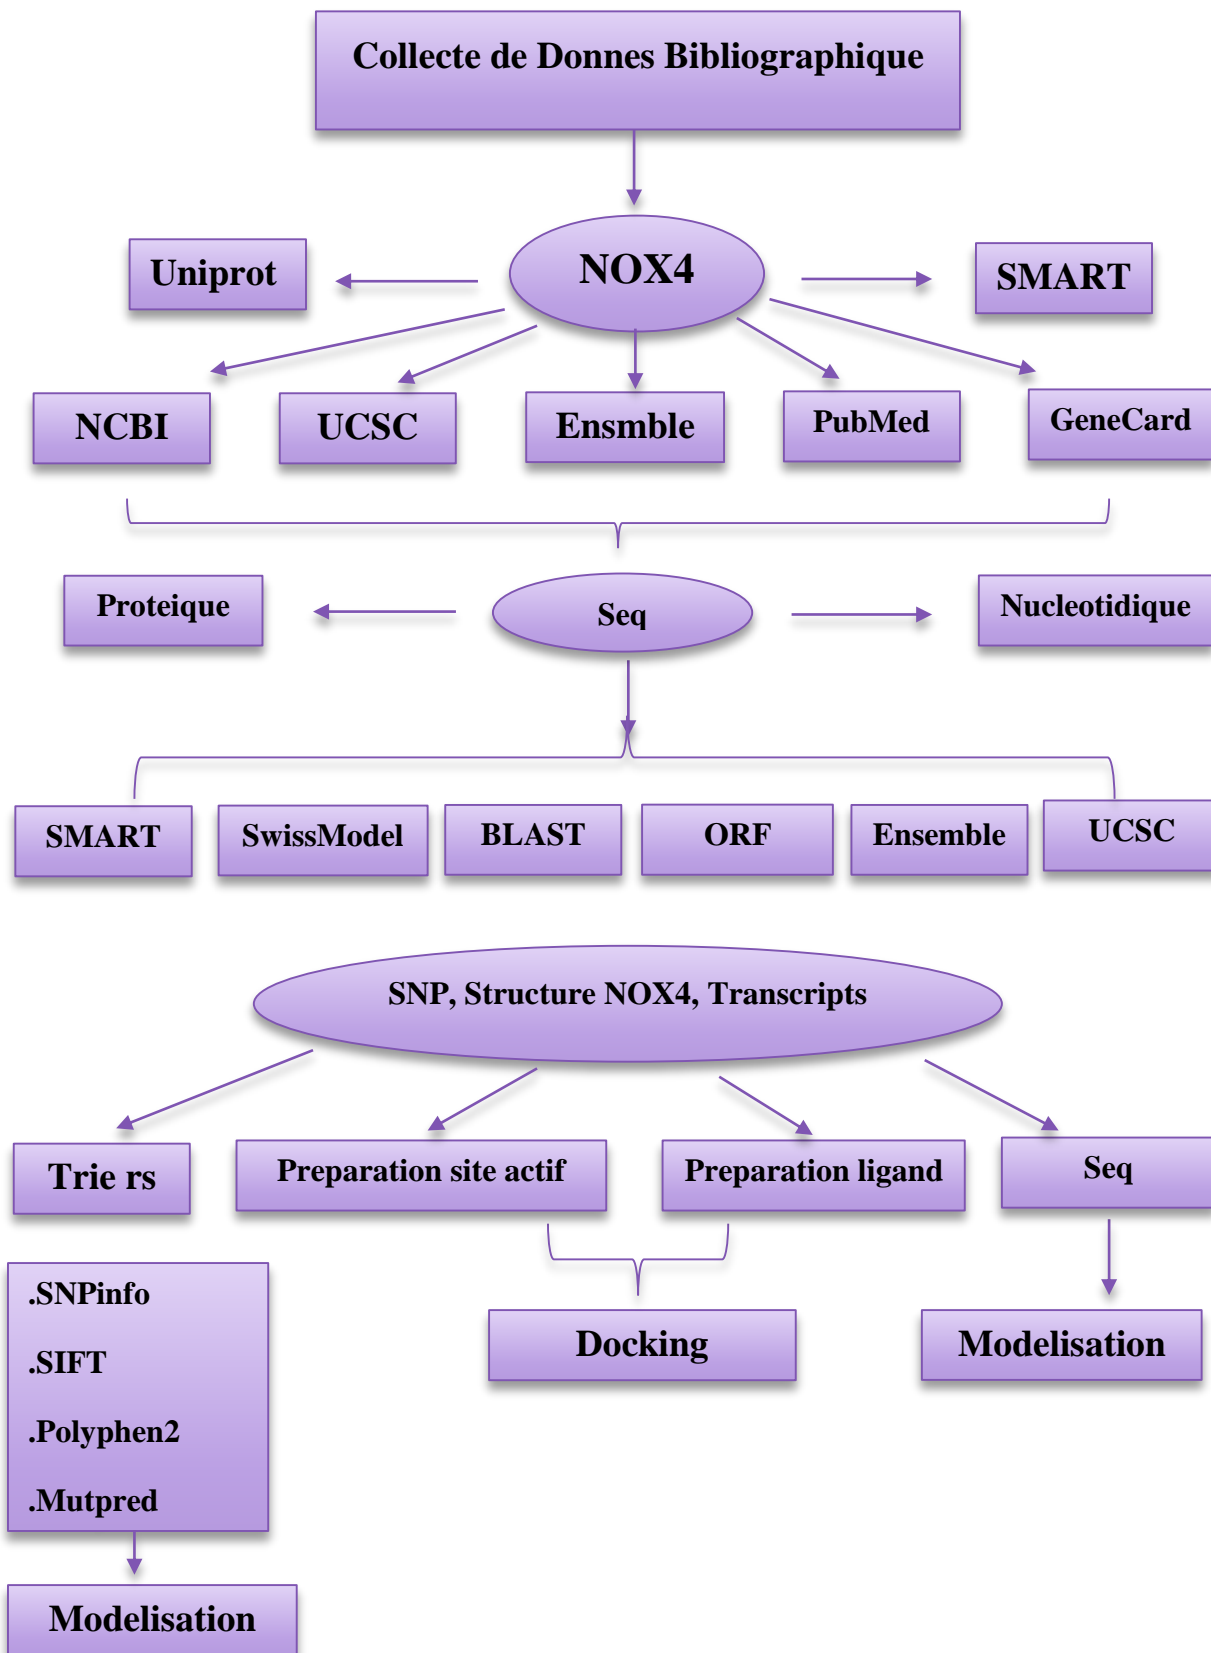 Collecte de Donnes Bibliographique
NOX4
Uniprot
SMART
NCBI
UCSC
Ensmble
PubMed
GeneCard
Proteique
Seq
Nucleotidique
SMART
SwissModel
BLAST
ORF
Ensemble
UCSC
SNP, Structure NOX4, Transcripts
Trie rs
Preparation site actif
Preparation ligand
Seq
.SNPinfo
.SIFT
.Polyphen2
.Mutpred
Docking
Modelisation
Modelisation